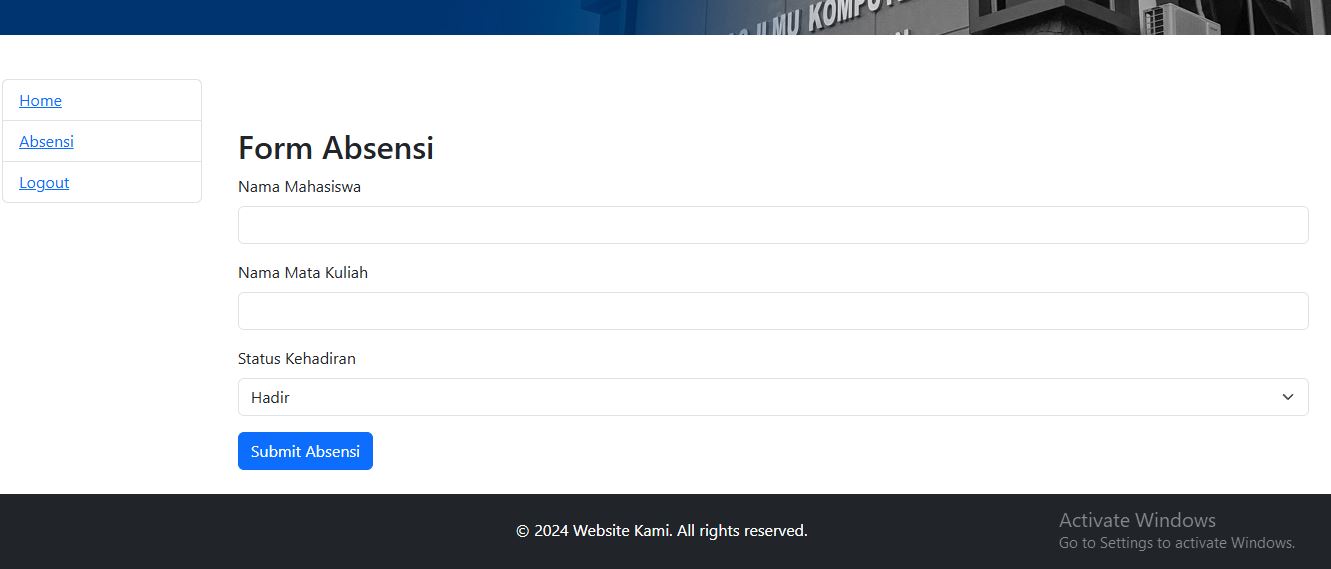 ILMU KOMPUT
Home
Absensi
Logout
Form Absensi
Nama Mahasiswa
Nama Mata Kuliah
Status Kehadiran
Hadir
Submit Absensi
© 2024 Website Kami. All rights reserved.
Activate Windows
Go to Settings to activate Windows.